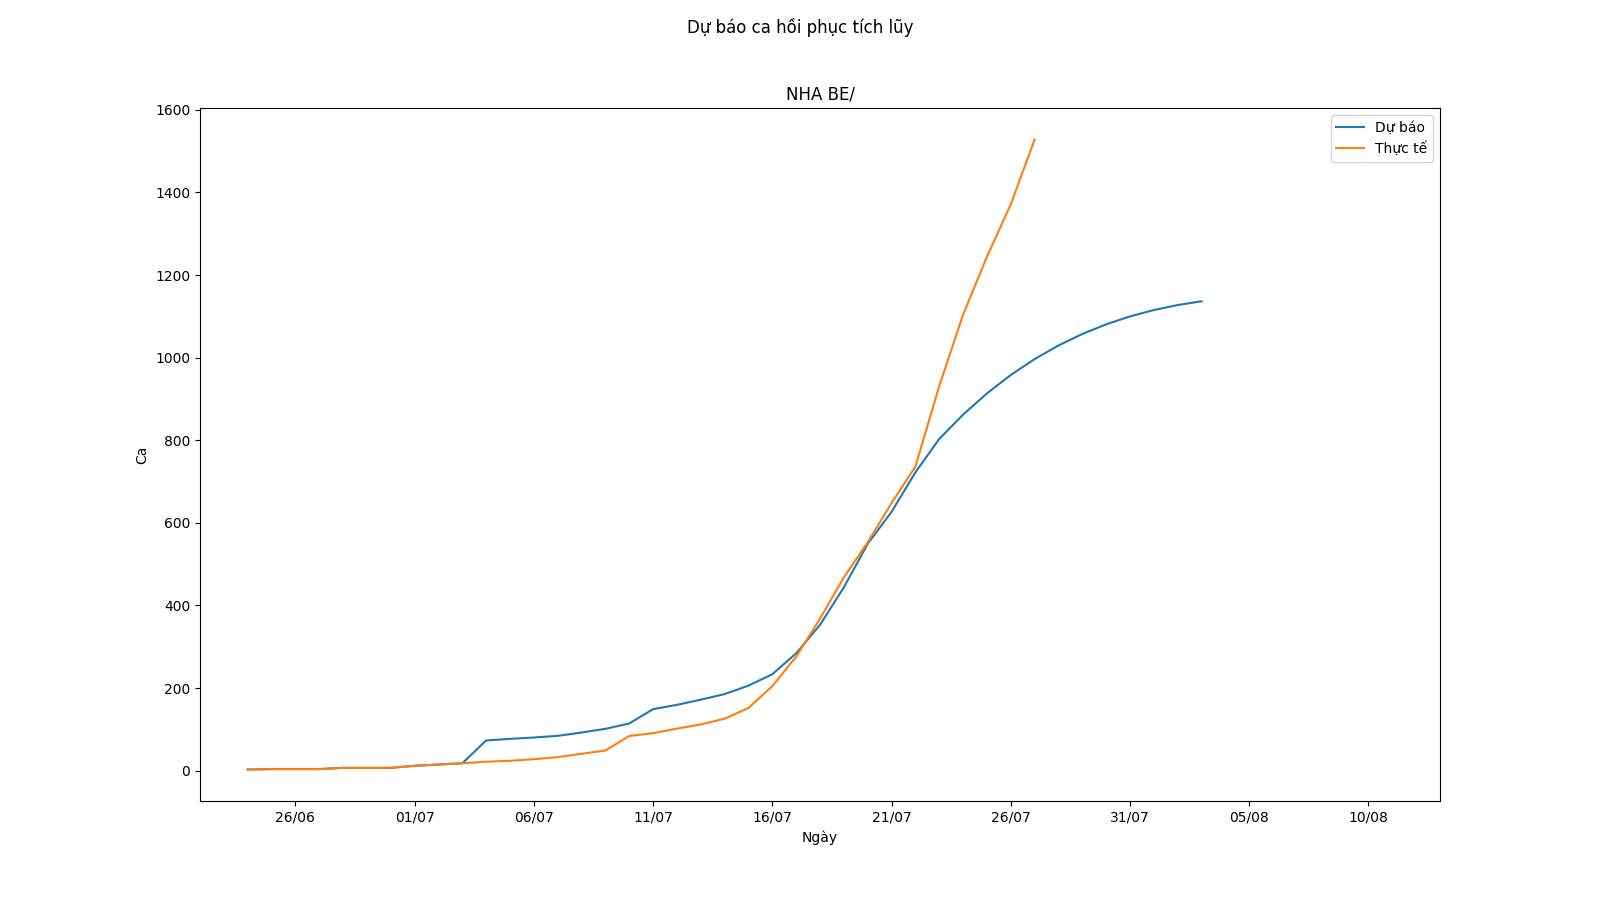 Dự báo ca hồi phục tích lũy
NHA BE/
Dự báo
Thực tế
Ca
1600
1400
1200
1000
800
600
400
200
0
26/06 01/07 06/07 11/07 16/07 21/07 26/07 31/07 05/08 10/08
Ngày